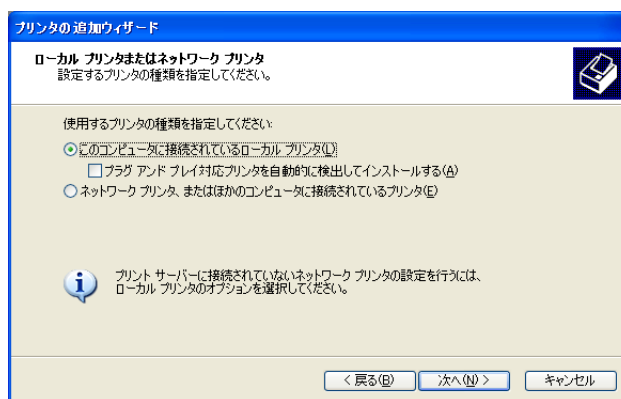 プリンタの追加ウィザード
ローカル プリンタまたはネットワーク プリンタ
設定するプリンタの種類を指定してください。
使用するプリンタの種類を指定してください:
このコンピュータに接続されているローカル プリンタ(L)
プラグ アンド プレイ対応プリンタを自動的に検出してインストールする(A)
ネットワーク プリンタ、またはほかのコンピュータに接続されているプリンタ(E)
プリント サーバーに接続されていないネットワーク プリンタの設定を行うには、
ローカル プリンタのオプションを選択してください。
< 戻る(B) 次へ(N) > キャンセル